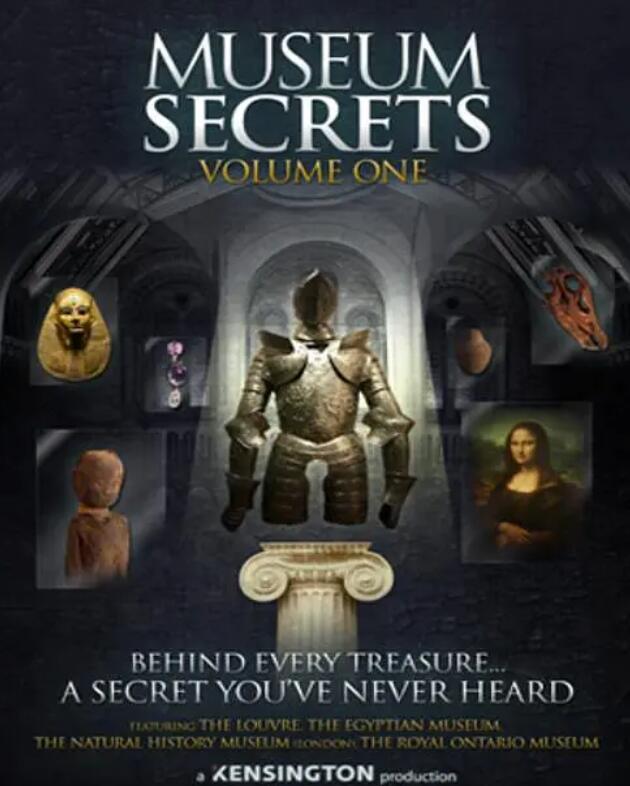 MUSEUM
SECRETS
VOLUME ONE
BEHIND EVERY TREASURE...
A SECRET YOU'VE NEVER HEARD
FEATURING THE LOUVRE, THE EGYPTIAN MUSEUM,
THE NATURAL HISTORY MUSEUM (LONDON), THE ROYAL ONTARIO MUSEUM
a KENSINGTON production